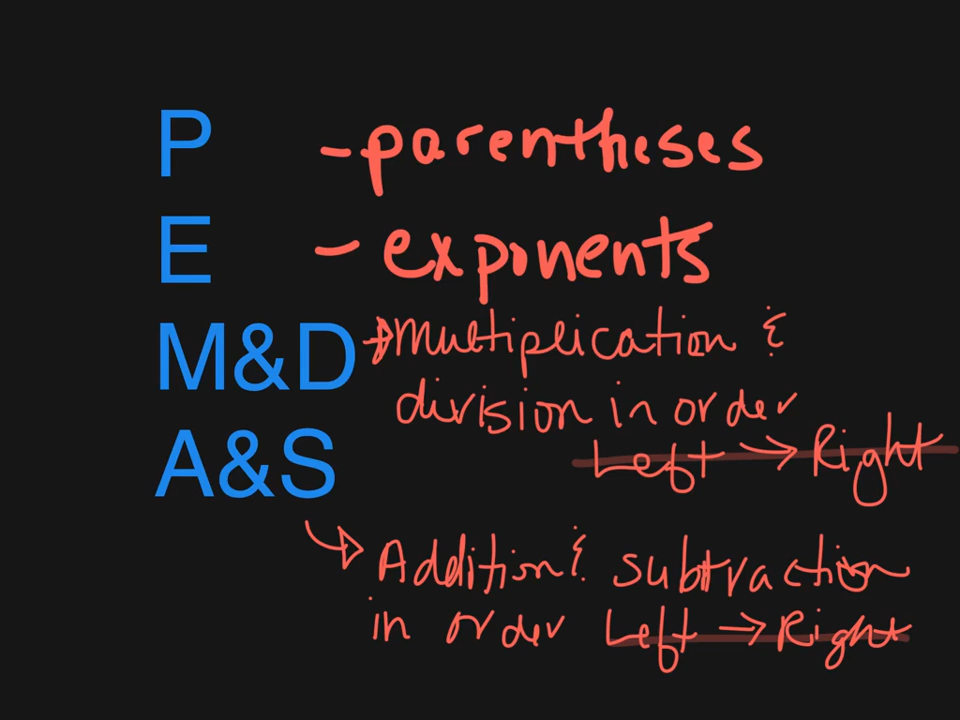 P - parentheses
E - exponents
M&D → Multiplication &
division in order
Left → Right
A&S
→ Addition & subtraction
in order Left → Right